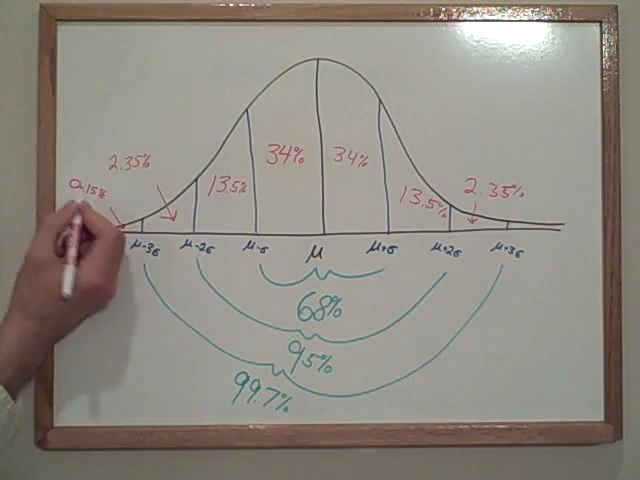 2.35%
0.15%
34%
34%
13.5%
13.5%
2.35%
μ-3σ
μ-2σ
μ-σ
μ
μ+σ
μ+2σ
μ+3σ
68%
95%
99.7%